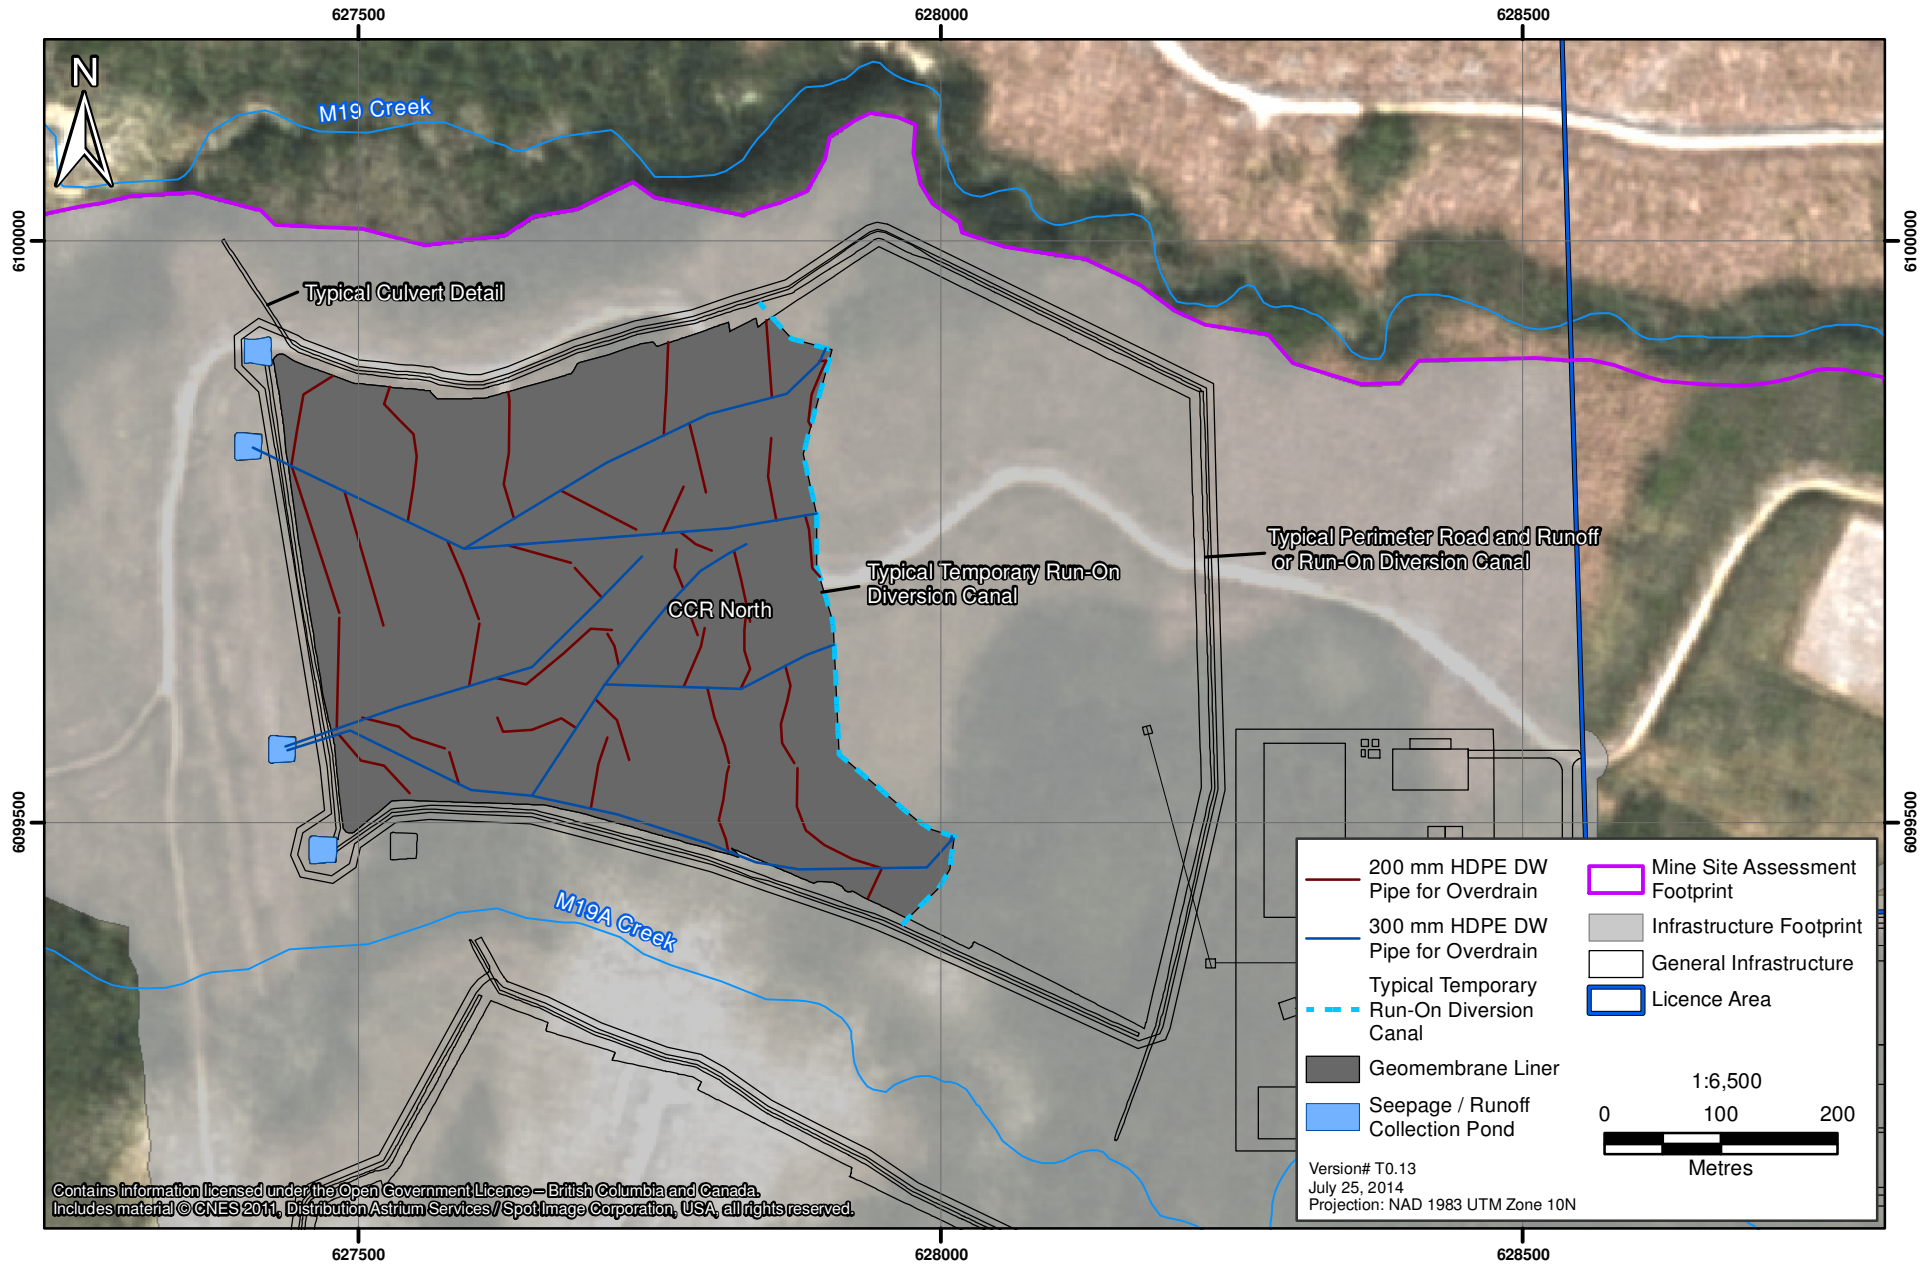 627500
628000
628500
N
M19 Creek
6100000
6100000
Typical Culvert Detail
Typical Perimeter Road and Runoff
or Run-On Diversion Canal
Typical Temporary Run-On
Diversion Canal
CCR North
6099500
6099500
M19A Creek
200 mm HDPE DW
Pipe for Overdrain
300 mm HDPE DW
Pipe for Overdrain
Typical Temporary
Run-On Diversion
Canal
Geomembrane Liner
Seepage / Runoff
Collection Pond
Mine Site Assessment
Footprint
Infrastructure Footprint
General Infrastructure
Licence Area
1:6,500
0 100 200
Metres
Version# T0.13
July 25, 2014
Projection: NAD 1983 UTM Zone 10N
Contains information licensed under the Open Government Licence – British Columbia and Canada.
Includes material © CNES 2011, Distribution Astrium Services / Spot Image Corporation, USA, all rights reserved.
627500
628000
628500